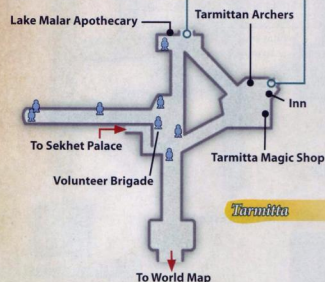 Lake Malar Apothecary
Tarmittan Archers
Inn
To Sekhet Palace
Tarmitta Magic Shop
Volunteer Brigade
Tarmitta
To World Map